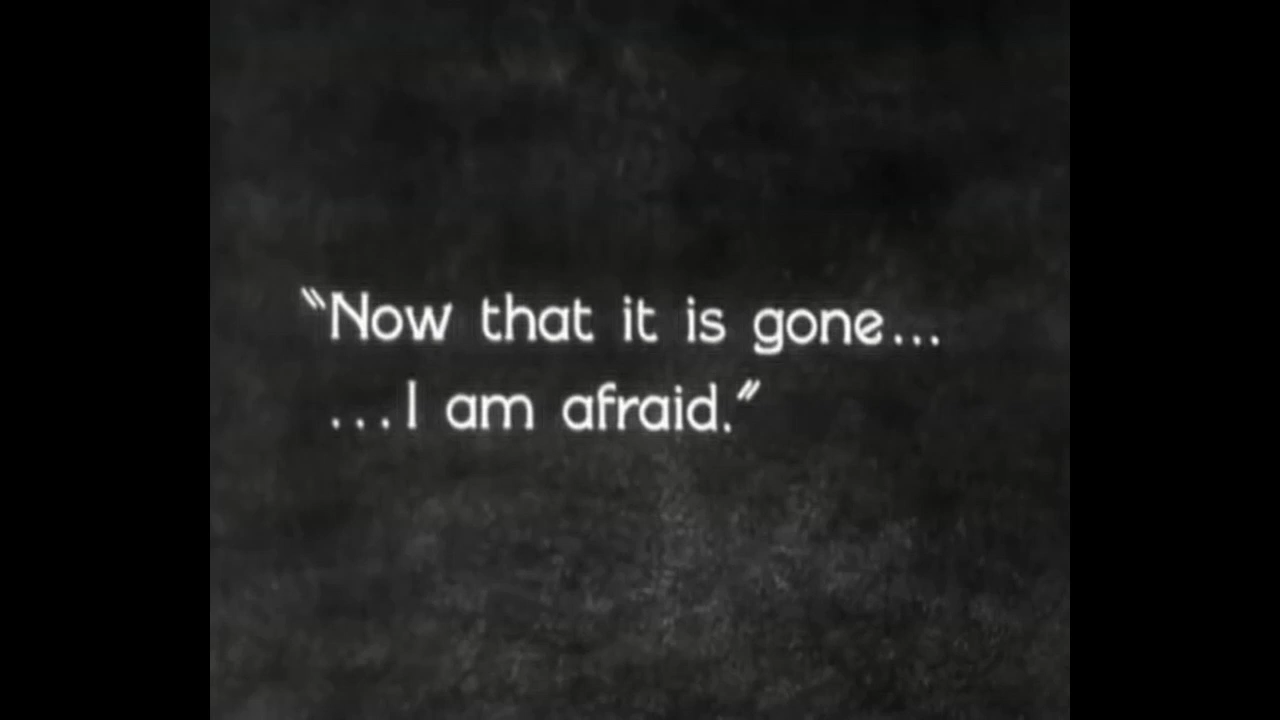 “Now that it is gone...
...I am afraid.”